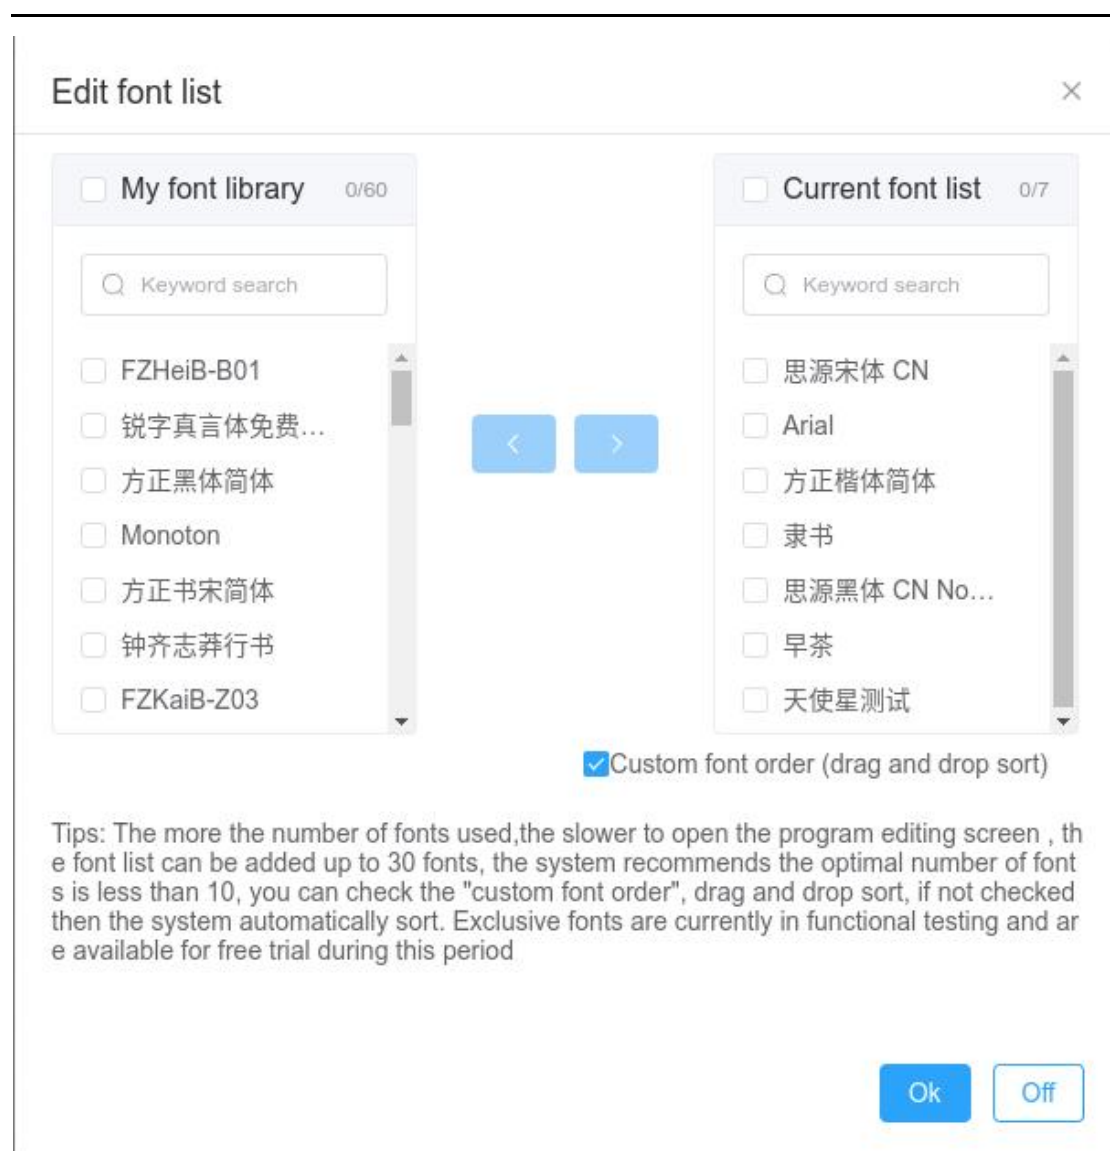 Edit font list
My font library 0/60
Keyword search
FZHeiB-B01
锐字真言体免费...
方正黑体简体
Monoton
方正书宋简体
钟齐志莽行书
FZKaiB-Z03
Current font list 0/7
Keyword search
思源宋体 CN
Arial
方正楷体简体
隶书
思源黑体 CN No...
早茶
天使星测试
Custom font order (drag and drop sort)
Tips: The more the number of fonts used,the slower to open the program editing screen , th
e font list can be added up to 30 fonts, the system recommends the optimal number of font
s is less than 10, you can check the "custom font order", drag and drop sort, if not checked
then the system automatically sort. Exclusive fonts are currently in functional testing and ar
e available for free trial during this period
Ok
Off